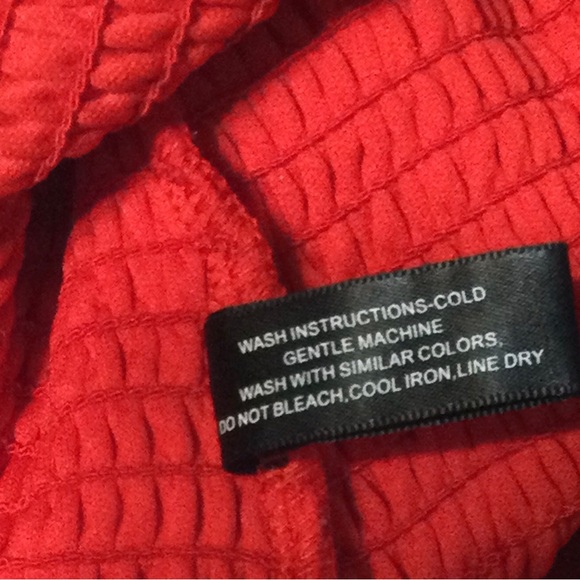 WASH INSTRUCTIONS-COLD
GENTLE MACHINE
WASH WITH SIMILAR COLORS,
DO NOT BLEACH,COOL IRON,LINE DRY